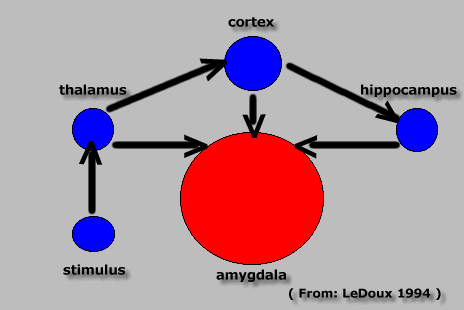 cortex
thalamus
hippocampus
stimulus
amygdala
( From: LeDoux 1994 )